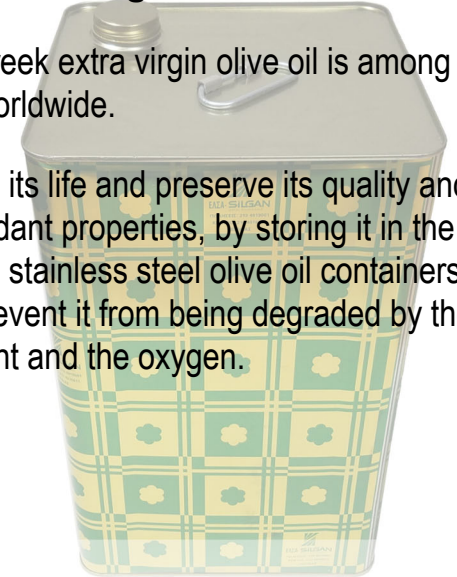 eek extra virgin olive oil is among
orldwide.
its life and preserve its quality and
dant properties, by storing it in the
stainless steel olive oil containers
event it from being degraded by th
nt and the oxygen.
SILGAN